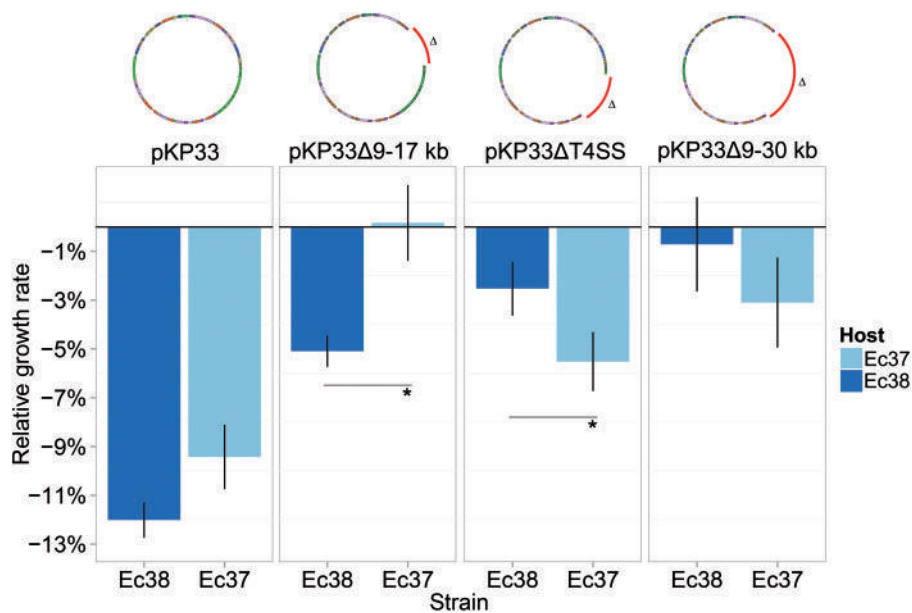 Δ
Δ
Δ
pKP33
pKP33Δ9-17 kb
pKP33ΔT4SS
pKP33Δ9-30 kb
Relative growth rate
−1%
−3%
−5%
−7%
−9%
−11%
−13%
*
*
Host
Ec37
Ec38
Ec38 Ec37
Ec38 Ec37
Ec38 Ec37
Ec38 Ec37
Strain